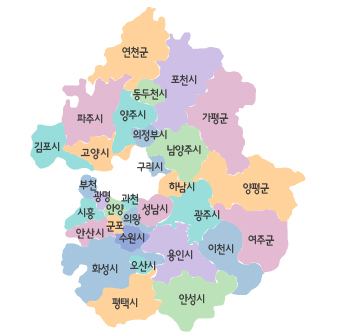 연천군
포천시
동두천시
파주시
양주시
가평군
의정부시
김포시
고양시
남양주시
구리시
부천
광명
하남시
양평군
과천
시흥
안양
의왕
성남시
광주시
안산시
군포
수원시
여주군
이천시
용인시
화성시
오산시
평택시
안성시